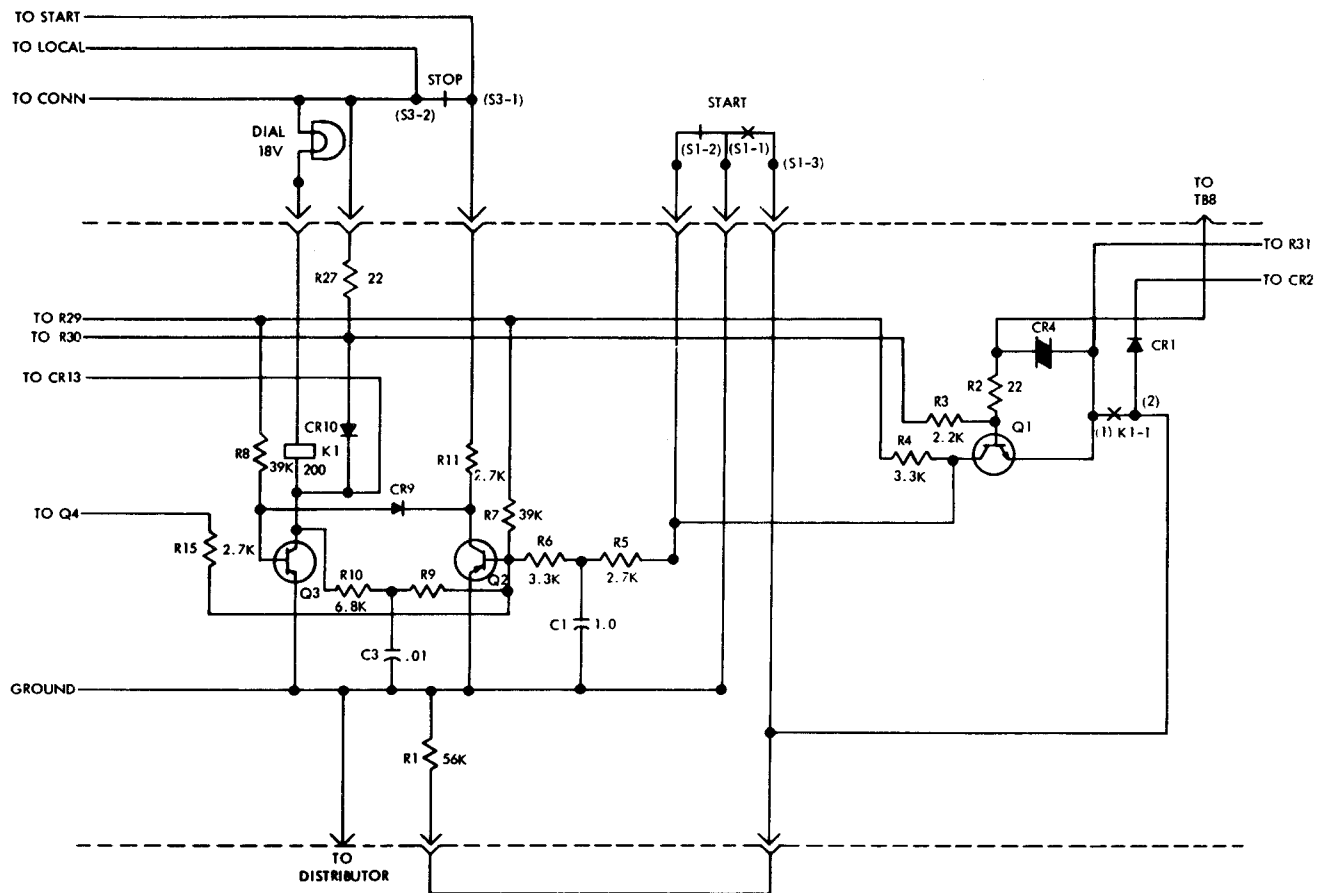 TO START
TO LOCAL
STOP
TO CONN
(S3-2)
(S3-1)
START
DIAL
18V
(S1-2)
(S1-1)
(S1-3)
TO
TB8
TO R31
R27
22
TO CR2
TO R29
TO R30
CR4
CR1
TO CR13
R2
22
R3
2.2K
Q1
(2)
(1) K1-1
CR10
R8
39K
K1
200
R11
2.7K
R4
3.3K
CR9
R7
39K
TO Q4
R15
2.7K
Q3
R10
6.8K
R9
Q2
R6
3.3K
R5
2.7K
C1
1.0
C3
.01
GROUND
R1
56K
TO
DISTRIBUTOR